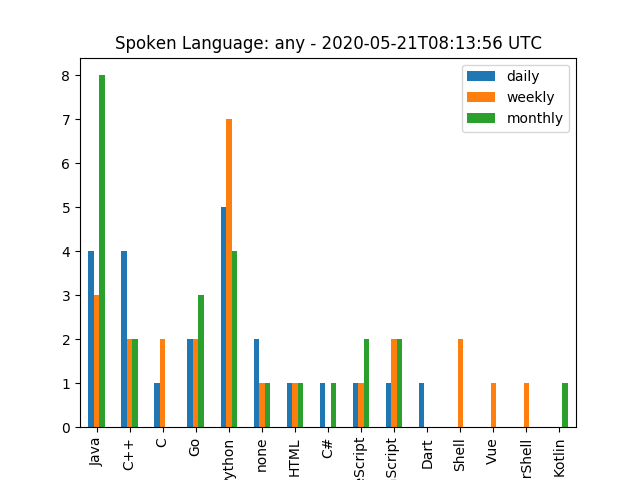 Spoken Language: any - 2020-05-21T08:13:56 UTC
daily
weekly
monthly
8
7
6
5
4
3
2
1
0
Java
C++
C
Go
ython
none
HTML
C#
eScript
Script
Dart
Shell
Vue
rShell
Kotlin